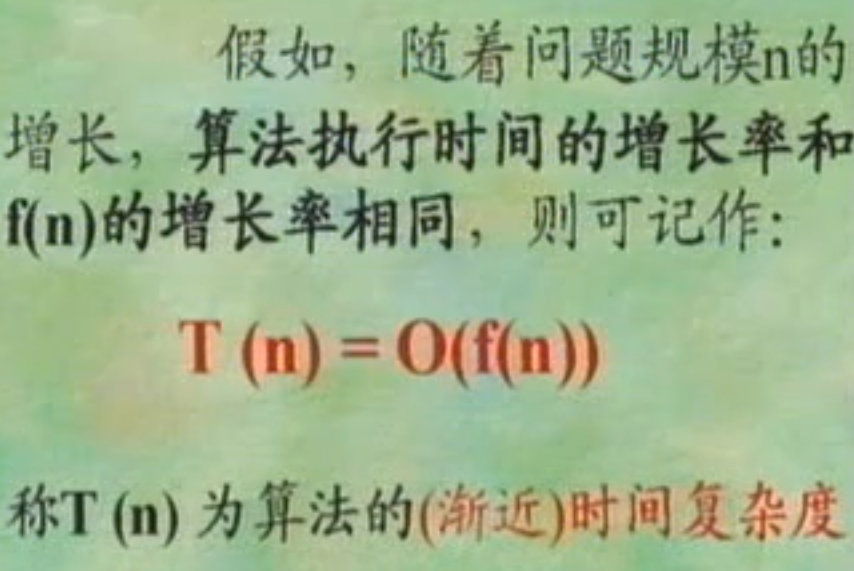 假如，随着问题规模n的
增长，算法执行时间的增长率和
f(n)的增长率相同，则可记作：
T (n) = O(f(n))
称T (n) 为算法的(渐近)时间复杂度